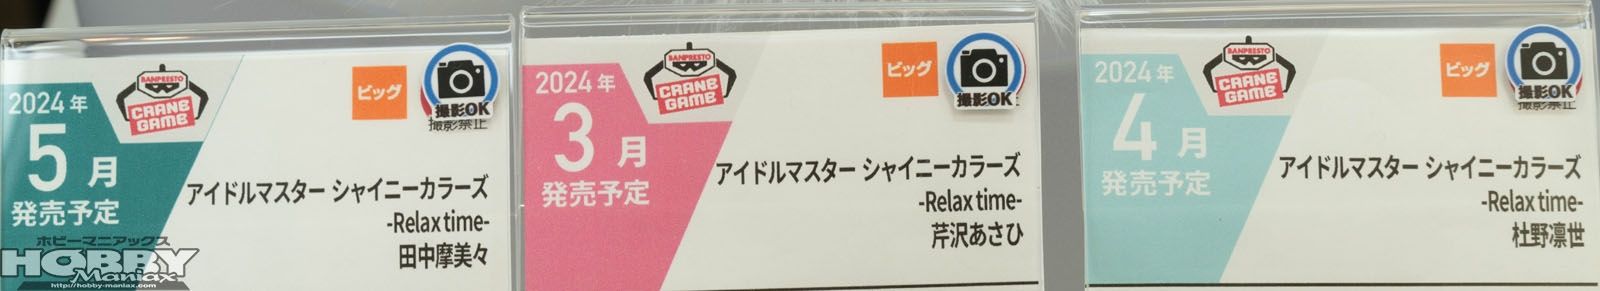 2024年
5月
発売予定
BANPRESTO
CRANE
GAME
ビッグ
撮影OK
撮影禁止
アイドルマスター シャイニーカラーズ
-Relax time-
田中摩美々
ホビーマニアックス
HOBBY
Maniax
http://hobby-maniax.com
2024年
3月
発売予定
BANPRESTO
CRANE
GAME
ビッグ
撮影OK
アイドルマスター シャイニーカラーズ
-Relax time-
芹沢あさひ
2024年
4月
発売予定
BANPRESTO
CRANE
GAME
ビッグ
撮影OK
撮影禁止
アイドルマスター シャイニーカラーズ
-Relax time-
杜野凛世